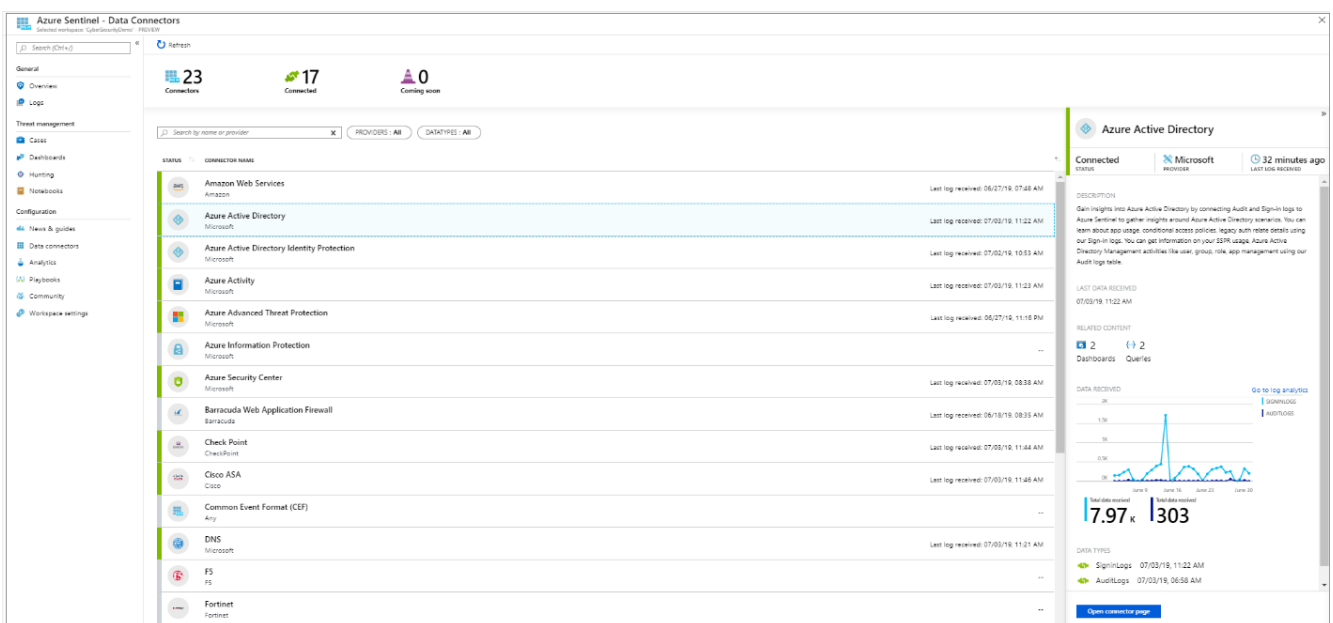 Azure Sentinel - Data Connectors
Selected workspace: 'CyberSecurityDemo' - PREVIEW
Search (Ctrl+/)
«
General
Overview
Logs
Threat management
Cases
Dashboards
Hunting
Notebooks
Configuration
News & guides
Data connectors
Analytics
Playbooks
Community
Workspace settings
Refresh
23
Connectors
17
Connected
0
Coming soon
Search by name or provider
PROVIDERS : All
DATATYPES : All
STATUS CONNECTOR NAME
Amazon Web Services
Amazon
Last log received: 06/27/19, 07:48 AM
Azure Active Directory
Microsoft
Last log received: 07/03/19, 11:22 AM
Azure Active Directory Identity Protection
Microsoft
Last log received: 07/02/19, 10:53 AM
Azure Activity
Microsoft
Last log received: 07/03/19, 11:23 AM
Azure Advanced Threat Protection
Microsoft
Last log received: 06/27/19, 11:16 PM
Azure Information Protection
Microsoft
--
Azure Security Center
Microsoft
Last log received: 07/03/19, 08:38 AM
Barracuda Web Application Firewall
Barracuda
Last log received: 06/18/19, 08:35 AM
Check Point
CheckPoint
Last log received: 07/03/19, 11:44 AM
Cisco ASA
Cisco
Last log received: 07/03/19, 11:46 AM
Common Event Format (CEF)
Any
--
DNS
Microsoft
Last log received: 07/03/19, 11:21 AM
F5
F5
--
Fortinet
Fortinet
--
»
Azure Active Directory
Connected
STATUS
Microsoft
PROVIDER
32 minutes ago
LAST LOG RECEIVED
DESCRIPTION
Gain insights into Azure Active Directory by connecting Audit and Sign-in logs to
Azure Sentinel to gather insights around Azure Active Directory scenarios. You can
learn about app usage, conditional access policies, legacy auth relate details using
our Sign-in logs. You can get information on your SSPR usage, Azure Active
Directory Management activities like user, group, role, app management using our
Audit logs table.
LAST DATA RECEIVED
07/03/19, 11:22 AM
RELATED CONTENT
2
Dashboards
2
Queries
DATA RECEIVED
Go to log analytics
2K
1.5K
1K
0.5K
0K
June 9 June 16 June 23 June 30
SIGNINLOGS
AUDITLOGS
Total data received
7.97 K
Total data received
303
DATA TYPES
SigninLogs 07/03/19, 11:22 AM
AuditLogs 07/03/19, 06:58 AM
Open connector page